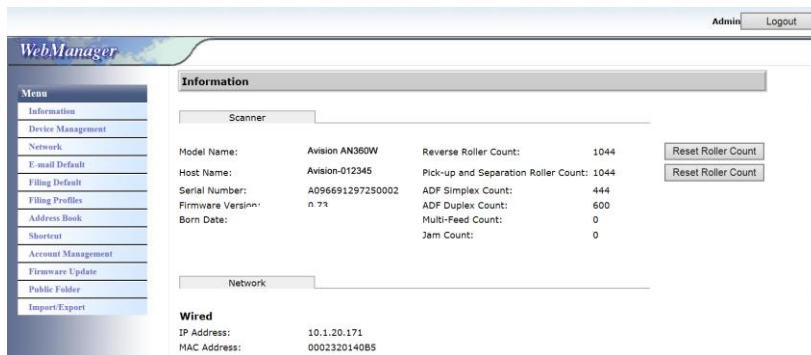 Admin Logout
WebManager
Menu
Information
Device Management
Network
E-mail Default
Filing Default
Filing Profiles
Address Book
Shortcut
Account Management
Firmware Update
Public Folder
Import/Export
Information
Scanner
Model Name: Avision AN360W Reverse Roller Count: 1044 Reset Roller Count
Host Name: Avision-012345 Pick-up and Separation Roller Count: 1044 Reset Roller Count
Serial Number: A096691297250002 ADF Simplex Count: 444
Firmware Version: 0.73 ADF Duplex Count: 600
Born Date: Multi-Feed Count: 0
Jam Count: 0
Network
Wired
IP Address: 10.1.20.171
MAC Address: 0002320140B5